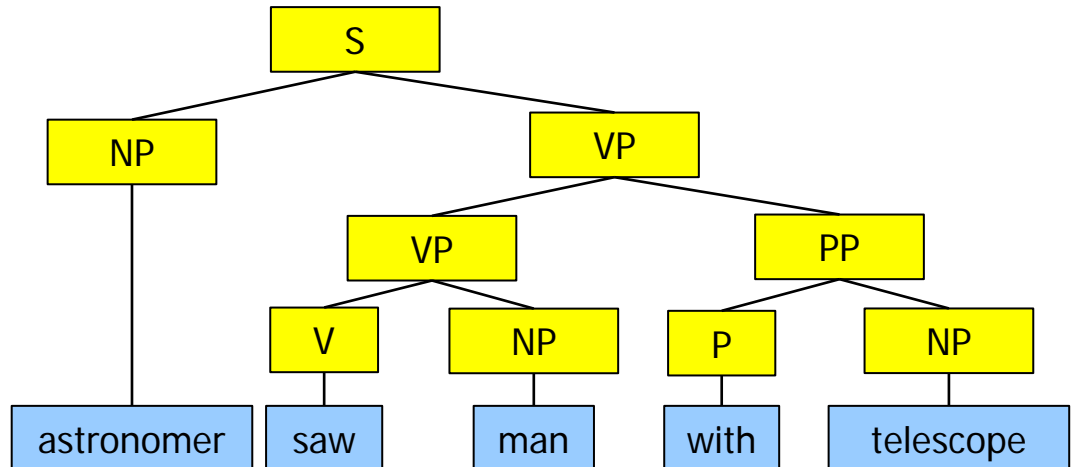 S
NP
VP
VP
PP
V
NP
P
NP
astronomer
saw
man
with
telescope